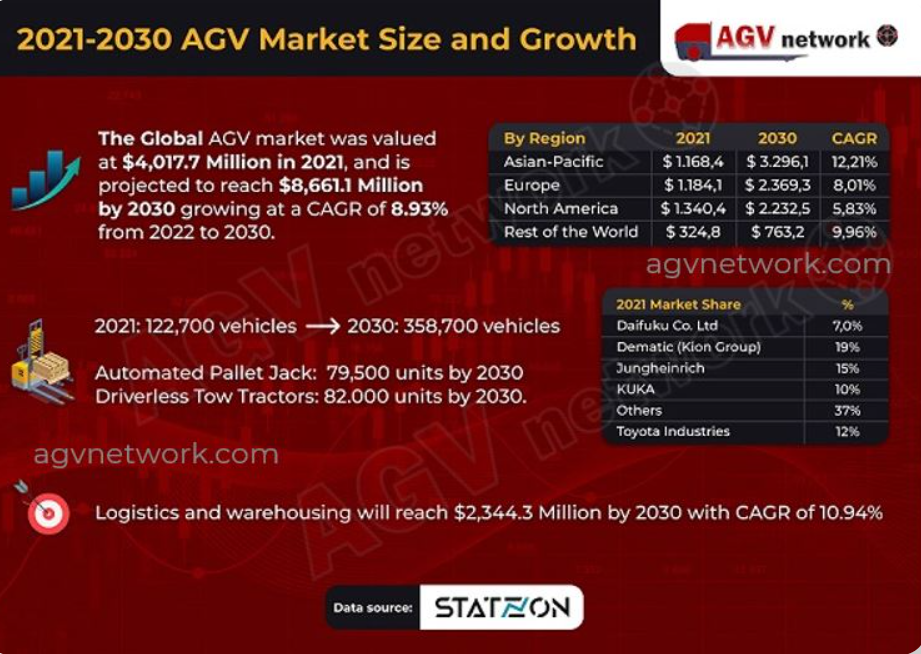 2021-2030 AGV Market Size and Growth
AGV network
The Global AGV market was valued
at $4,017.7 Million in 2021, and is
projected to reach $8,661.1 Million
by 2030 growing at a CAGR of 8.93%
from 2022 to 2030.
By Region 2021 2030 CAGR
Asian-Pacific $ 1.168,4 $ 3.296,1 12,21%
Europe $ 1.184,1 $ 2.369,3 8,01%
North America $ 1.340,4 $ 2.232,5 5,83%
Rest of the World $ 324,8 $ 763,2 9,96%
agvnetwork.com
2021 Market Share %
Daifuku Co. Ltd 7,0%
Dematic (Kion Group) 19%
Jungheinrich 15%
KUKA 10%
Others 37%
Toyota Industries 12%
2021: 122,700 vehicles → 2030: 358,700 vehicles
Automated Pallet Jack: 79,500 units by 2030
Driverless Tow Tractors: 82.000 units by 2030.
agvnetwork.com
Logistics and warehousing will reach $2,344.3 Million by 2030 with CAGR of 10.94%
Data source: STATZON
AGV network
AGV network